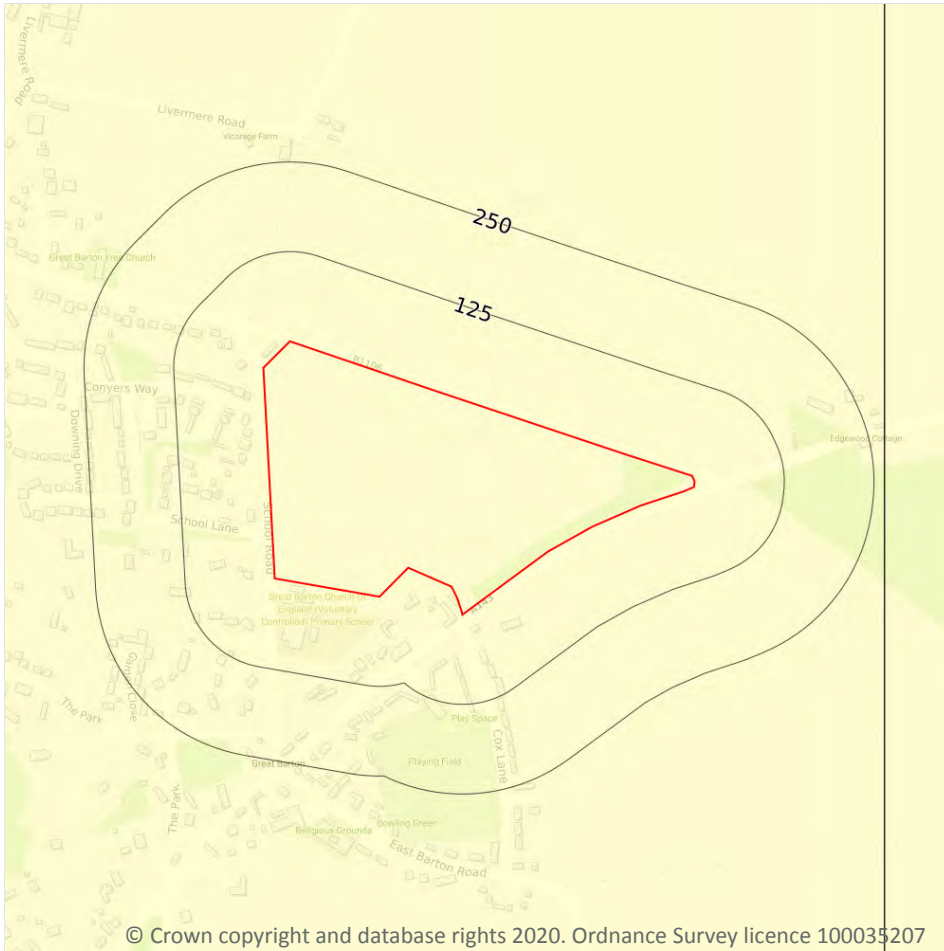 Livermere Road
Livermere Road
Vicarage Farm
250
Great Barton Free Church
125
B1106
Conyers Way
Edgewood Cottage
Downing Drive
School Lane
School Road
Great Barton Church of
England (Voluntary
Controlled) Primary School
A143
Garden Close
The Park
Play Space
Cox Lane
Great Barton
Playing Field
The Park
Bowling Green
Religious Grounds
East Barton Road
© Crown copyright and database rights 2020. Ordnance Survey licence 100035207